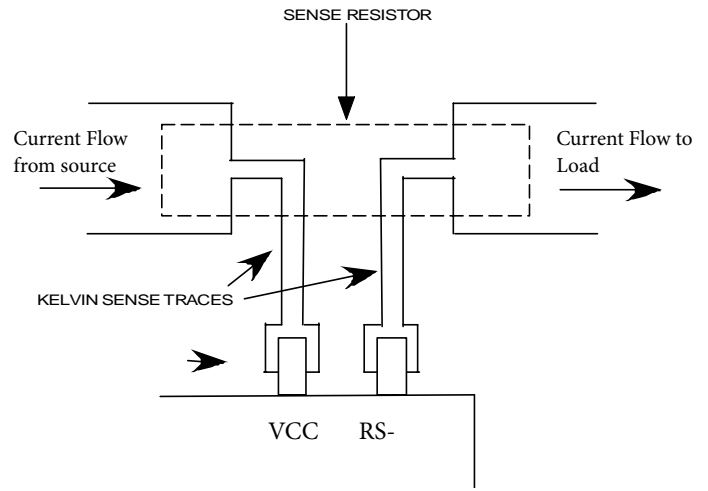 SENSE RESISTOR
Current Flow
from source
Current Flow to
Load
KELVIN SENSE TRACES
VCC
RS-